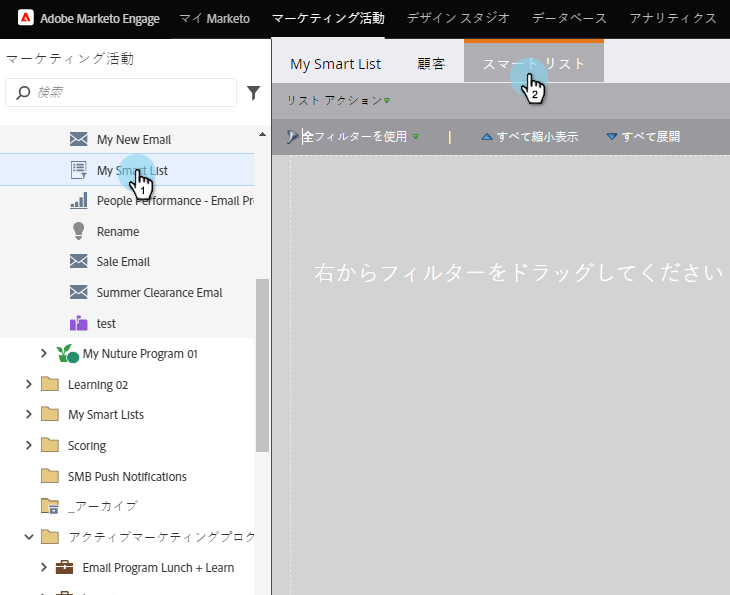 Adobe Marketo Engage マイ Marketo マーケティング活動 デザイン スタジオ データベース アナリティクス
マーケティング活動
検索
My New Email
My Smart List
1
People Performance - Email Pr
Rename
Sale Email
Summer Clearance Emal
test
My Nuture Program 01
Learning 02
My Smart Lists
Scoring
SMB Push Notifications
_アーカイブ
アクティブマーケティングプログ
Email Program Lunch + Learn
My Smart List 顧客 スマート リスト
2
リスト アクション
全フィルターを使用 | すべて縮小表示 すべて展開
右からフィルターをドラッグしてください